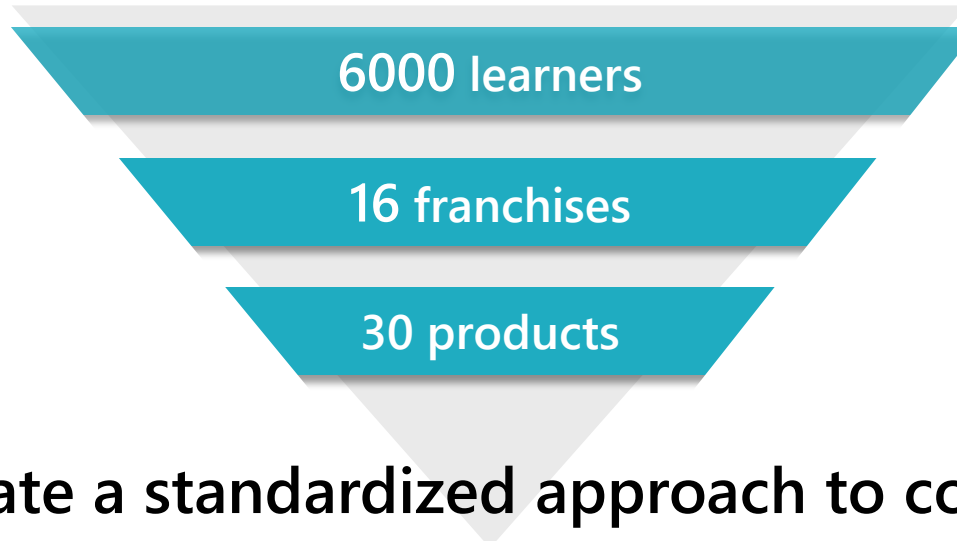 6000 learners
16 franchises
30 products
ate a standardized approach to co